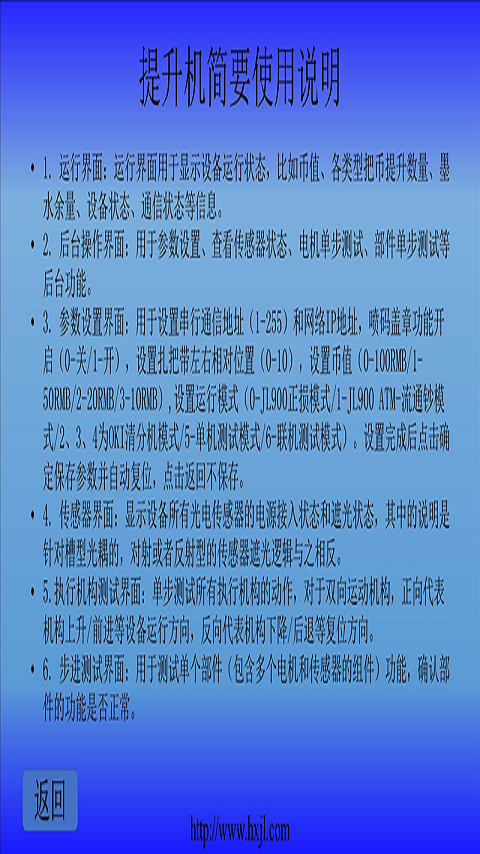 提升机简要使用说明
• 1. 运行界面：运行界面用于显示设备运行状态，比如币值、各类型把币提升数量、墨
水余量、设备状态、通信状态等信息。
• 2. 后台操作界面：用于参数设置、查看传感器状态、电机单步测试、部件单步测试等
后台功能。
• 3. 参数设置界面：用于设置串行通信地址（1-255）和网络IP地址，喷码盖章功能开
启（0-关/1-开），设置扎把带左右相对位置（0-10），设置币值（0-100RMB/1-
50RMB/2-20RMB/3-10RMB）,设置运行模式（0-JL900正损模式/1-JL900 ATM-流通钞模
式/2、3、4为OKI清分机模式/5-单机测试模式/6-联机测试模式）。设置完成后点击确
定保存参数并自动复位，点击返回不保存。
• 4. 传感器界面：显示设备所有光电传感器的电源接入状态和遮光状态，其中的说明是
针对槽型光耦的，对射或者反射型的传感器遮光逻辑与之相反。
• 5.执行机构测试界面：单步测试所有执行机构的动作，对于双向运动机构，正向代表
机构上升/前进等设备运行方向，反向代表机构下降/后退等复位方向。
• 6. 步进测试界面：用于测试单个部件（包含多个电机和传感器的组件）功能，确认部
件的功能是否正常。
返回
http://www.hxjl.com